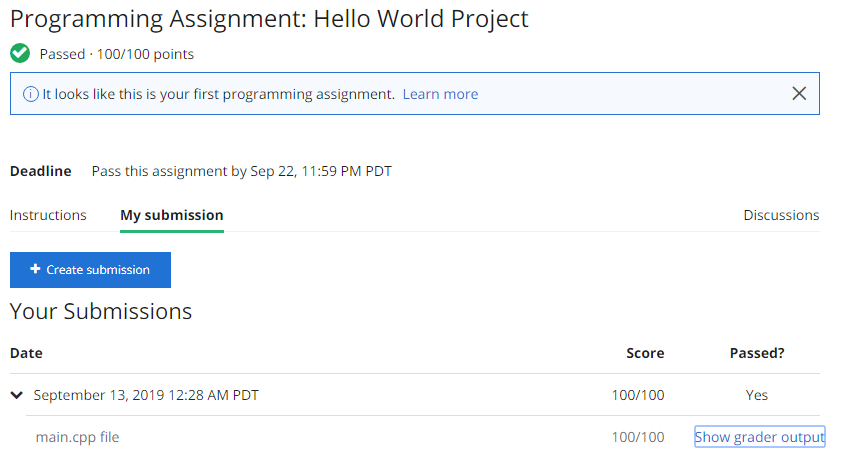 Programming Assignment: Hello World Project
Passed · 100/100 points
It looks like this is your first programming assignment. Learn more
Deadline Pass this assignment by Sep 22, 11:59 PM PDT
Instructions My submission Discussions
+ Create submission
Your Submissions
Date Score Passed?
September 13, 2019 12:28 AM PDT 100/100 Yes
main.cpp file 100/100 Show grader output